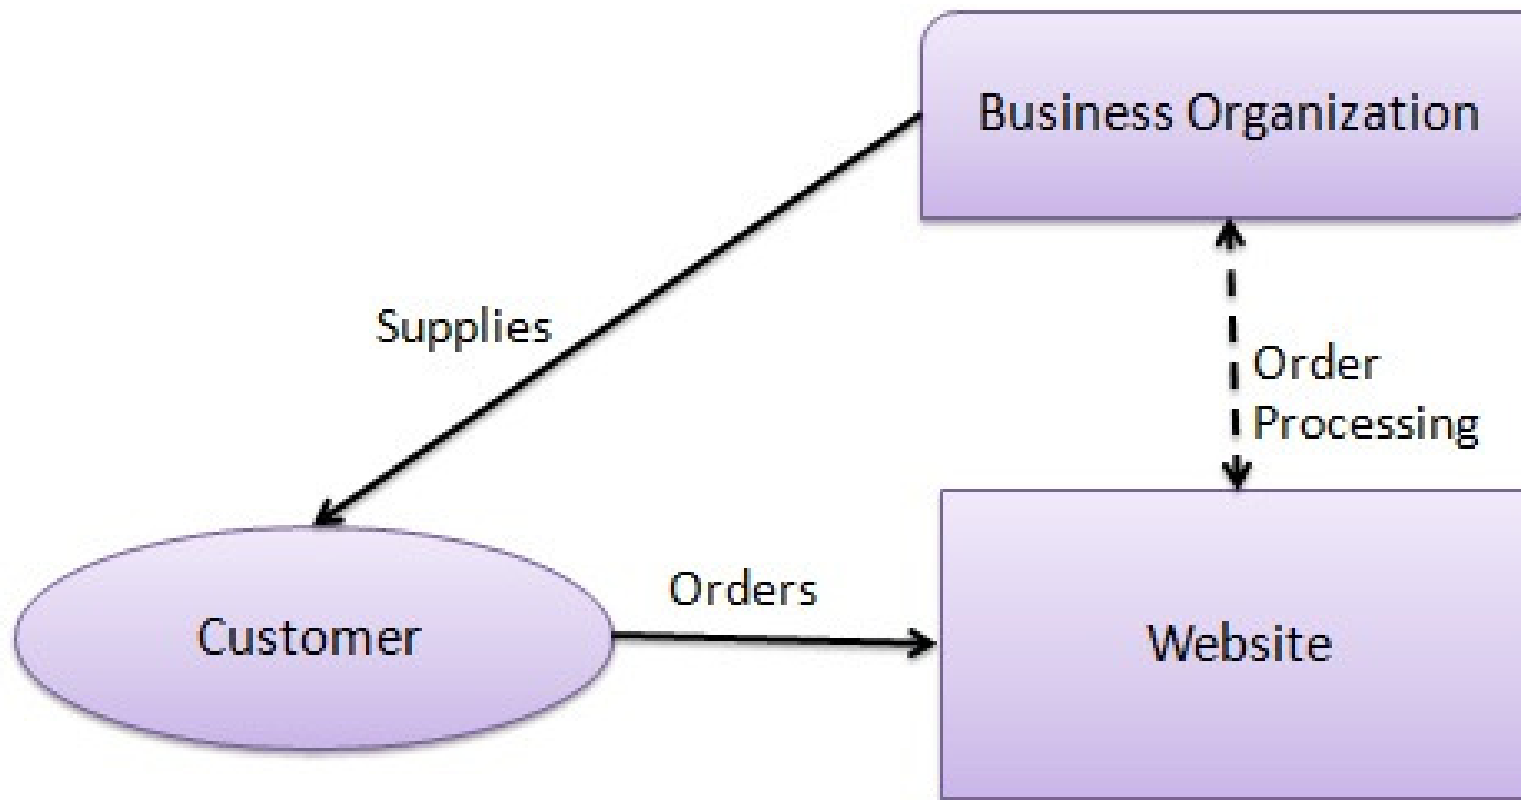 Business Organization
Supplies
Order
Processing
Orders
Customer
Website